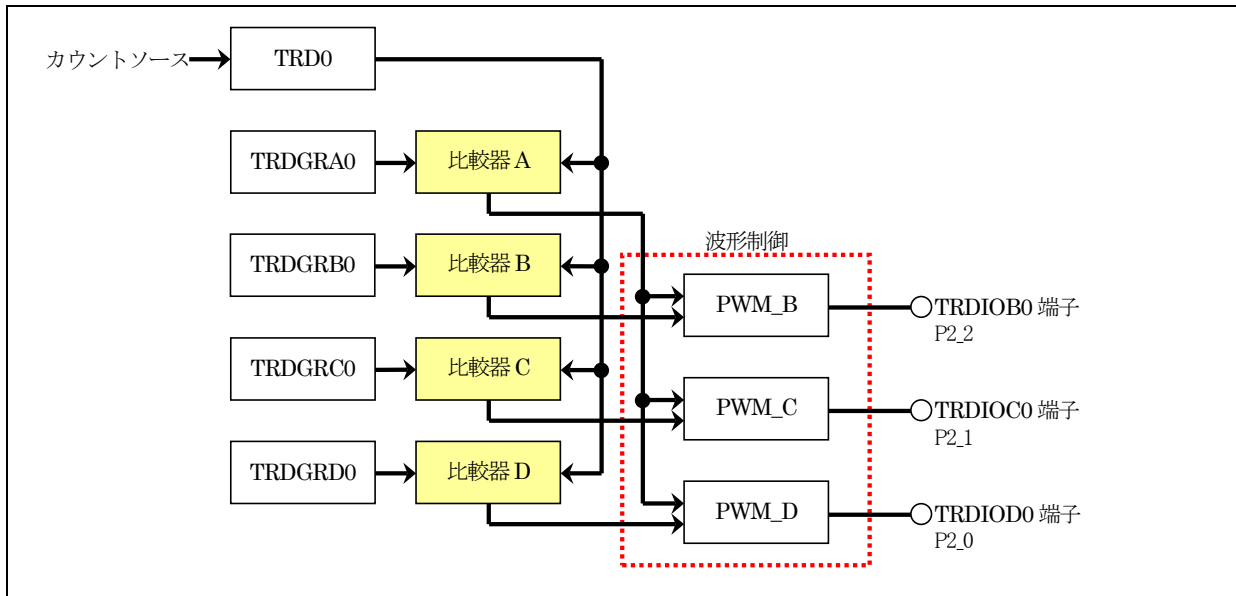 カウントソース
TRD0
TRDGRA0
比較器 A
TRDGRB0
比較器 B
波形制御
PWM_B
TRDIOB0 端子
P2_2
TRDGRC0
比較器 C
PWM_C
TRDIOC0 端子
P2_1
TRDGRD0
比較器 D
PWM_D
TRDIOD0 端子
P2_0